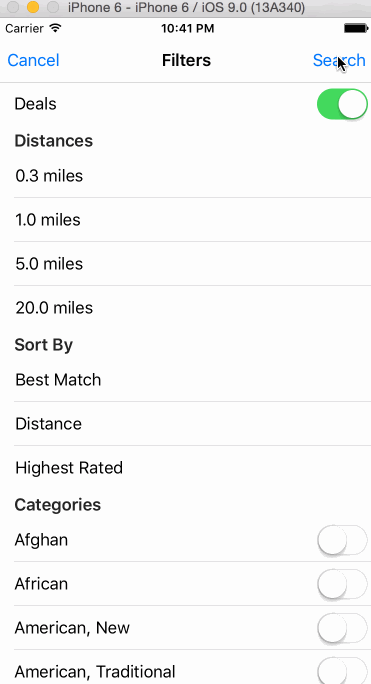 iPhone 6 - iPhone 6 / iOS 9.0 (13A340)
Carrier 10:41 PM
Cancel Filters Search
Deals
Distances
0.3 miles
1.0 miles
5.0 miles
20.0 miles
Sort By
Best Match
Distance
Highest Rated
Categories
Afghan
African
American, New
American, Traditional